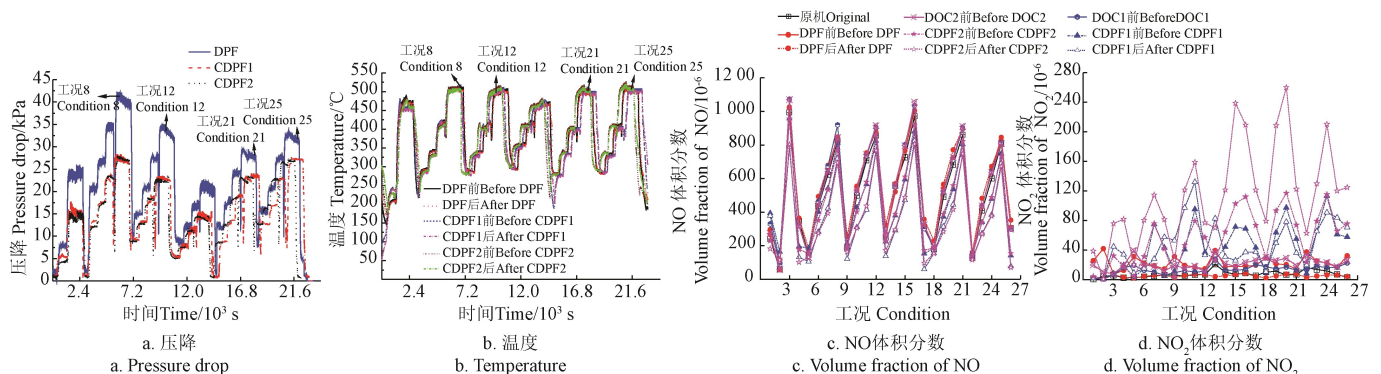 DPF
CDPF1
CDPF2
工况8
Condition 8
工况12
Condition 12
工况21
Condition 21
工况25
Condition 25
压降 Pressure drop/kPa
45
40
35
30
25
20
15
10
5
0
2.4 7.2 12.0 16.8 21.6
时间Time/10³ s
a. 压降
a. Pressure drop
工况8
Condition 8
工况12
Condition 12
工况21
Condition 21
工况25
Condition 25
温度 Temperature/℃
550
500
450
400
350
300
250
200
150
100
50
DPF前Before DPF
DPF后After DPF
CDPF1前Before CDPF1
CDPF1后After CDPF1
CDPF2前Before CDPF2
CDPF2后After CDPF2
2.4 7.2 12.0 16.8 21.6
时间Time/10³ s
b. 温度
b. Temperature
原机Original
DPF前Before DPF
DPF后After DPF
DOC2前Before DOC2
CDPF2前Before CDPF2
CDPF2后After CDPF2
DOC1前BeforeDOC1
CDPF1前Before CDPF1
CDPF1后After CDPF1
NO 体积分数
Volume fraction of NO/10⁻⁶
1 200
1 000
800
600
400
200
0
3 6 9 12 15 18 21 24 27
工况 Condition
c. NO体积分数
c. Volume fraction of NO
NO₂ 体积分数
Volume fraction of NO₂/10⁻⁶
280
240
200
160
120
80
40
0
3 6 9 12 15 18 21 24 27
工况 Condition
d. NO₂体积分数
d. Volume fraction of NO₂